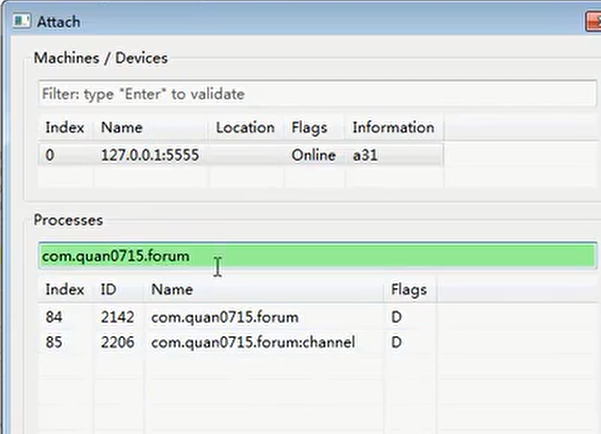 Attach
Machines / Devices
Filter: type "Enter" to validate
Index Name Location Flags Information
0 127.0.0.1:5555 Online a31
Processes
com.quan0715.forum
Index ID Name Flags
84 2142 com.quan0715.forum D
85 2206 com.quan0715.forum:channel D